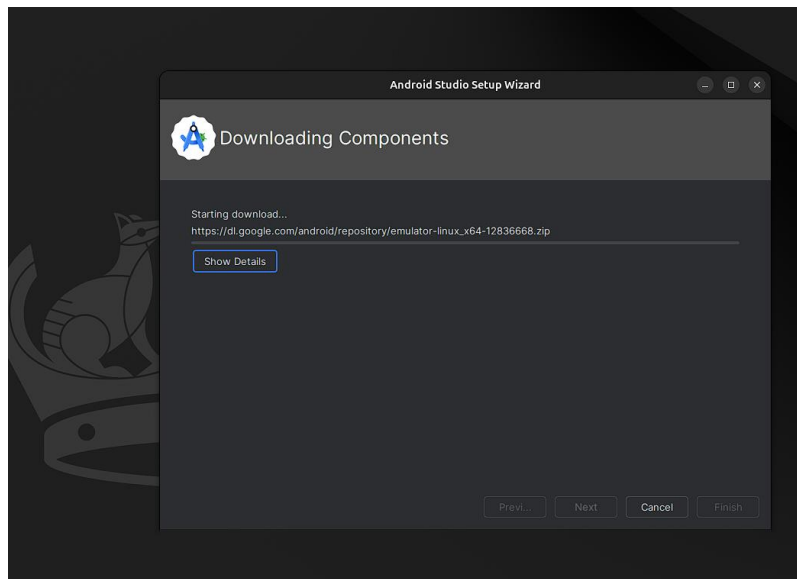 Android Studio Setup Wizard
Downloading Components
Starting download...
https://dl.google.com/android/repository/emulator-linux_x64-12836668.zip
Show Details
Previ... Next Cancel Finish